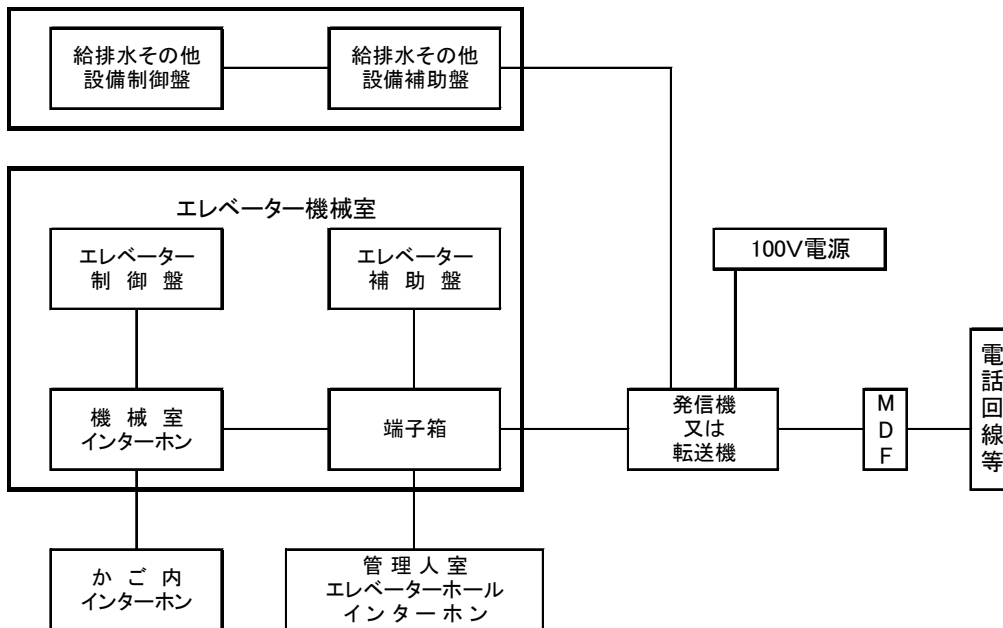 給排水その他
設備制御盤
給排水その他
設備補助盤
エレベーター機械室
エレベーター
制 御 盤
エレベーター
補 助 盤
100V電源
機 械 室
インターホン
端子箱
発信機
又は
転送機
M
D
F
電
話
回
線
等
か ご 内
インターホン
管 理 人 室
エレベーターホール
イ ン タ ー ホ ン